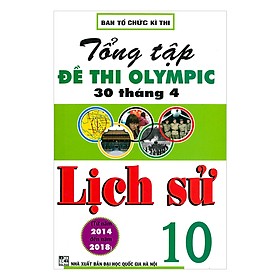 BAN TỔ CHỨC KÌ THI
Tổng tập
ĐỀ THI OLYMPIC
30 tháng 4
Lịch sử
2014
2018
10
NHÀ XUẤT BẢN ĐẠI HỌC QUỐC GIA HÀ NỘI